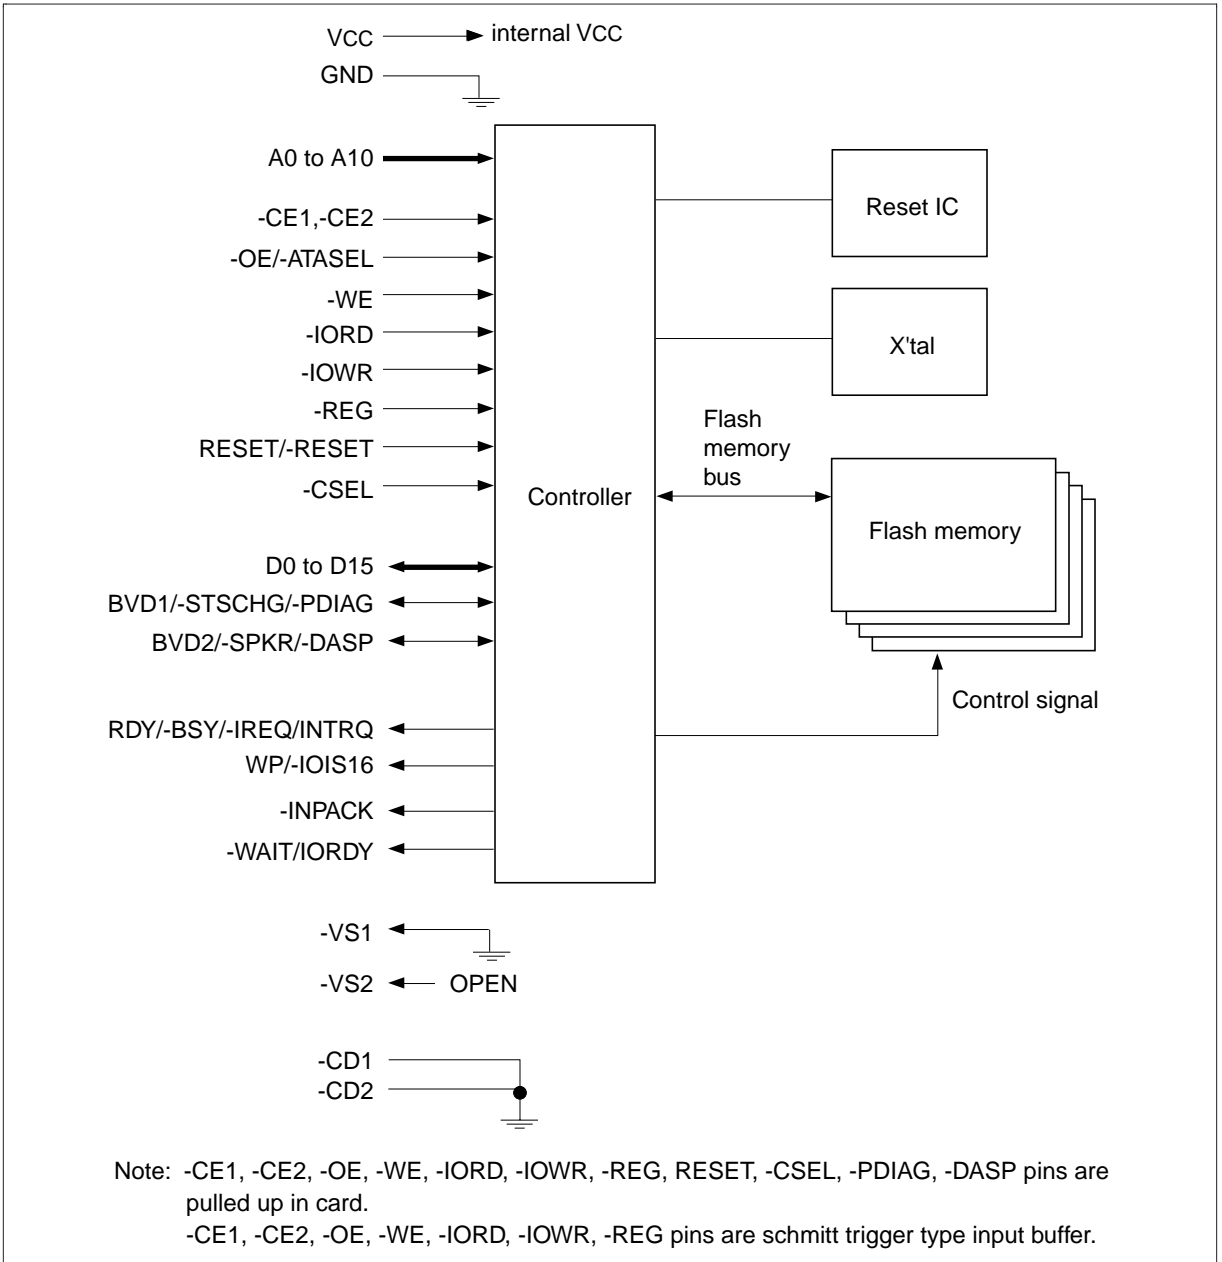 VCC
internal VCC
GND
A0 to A10
-CE1,-CE2
-OE/-ATASEL
-WE
-IORD
-IOWR
-REG
RESET/-RESET
-CSEL
D0 to D15
BVD1/-STSCHG/-PDIAG
BVD2/-SPKR/-DASP
RDY/-BSY/-IREQ/INTRQ
WP/-IOIS16
-INPACK
-WAIT/IORDY
Controller
Reset IC
X'tal
Flash
memory
bus
Flash memory
Control signal
-VS1
-VS2
OPEN
-CD1
-CD2
Note: -CE1, -CE2, -OE, -WE, -IORD, -IOWR, -REG, RESET, -CSEL, -PDIAG, -DASP pins are
pulled up in card.
-CE1, -CE2, -OE, -WE, -IORD, -IOWR, -REG pins are schmitt trigger type input buffer.